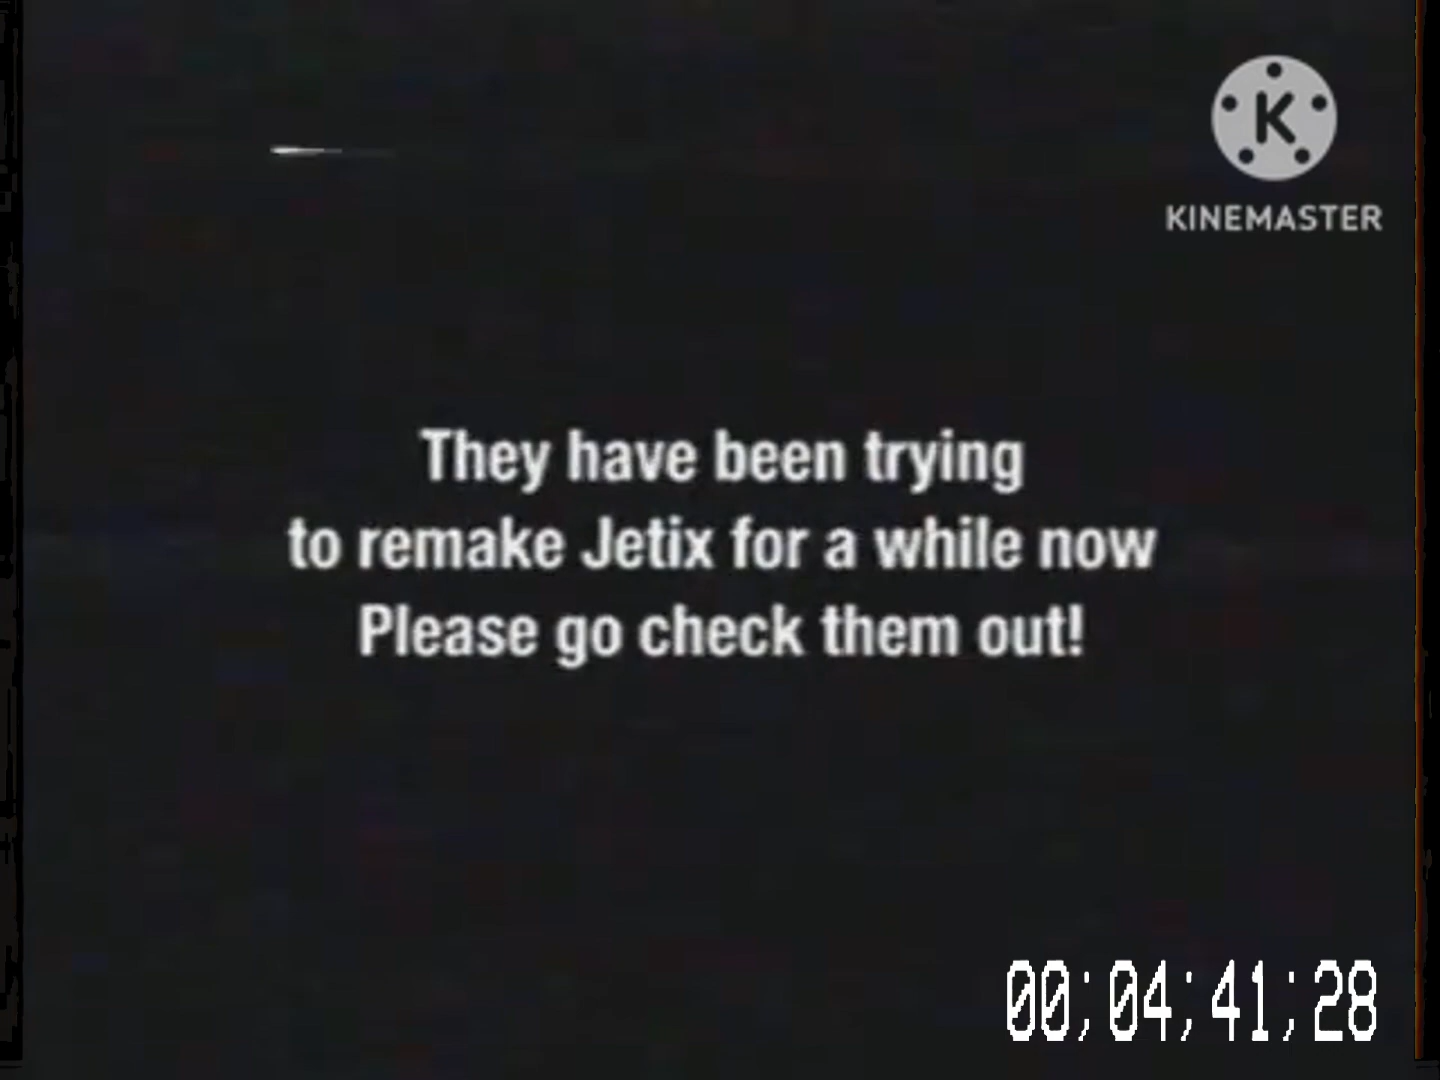 K
KINEMASTER
They have been trying
to remake Jetix for a while now
Please go check them out!
00;04;41;28